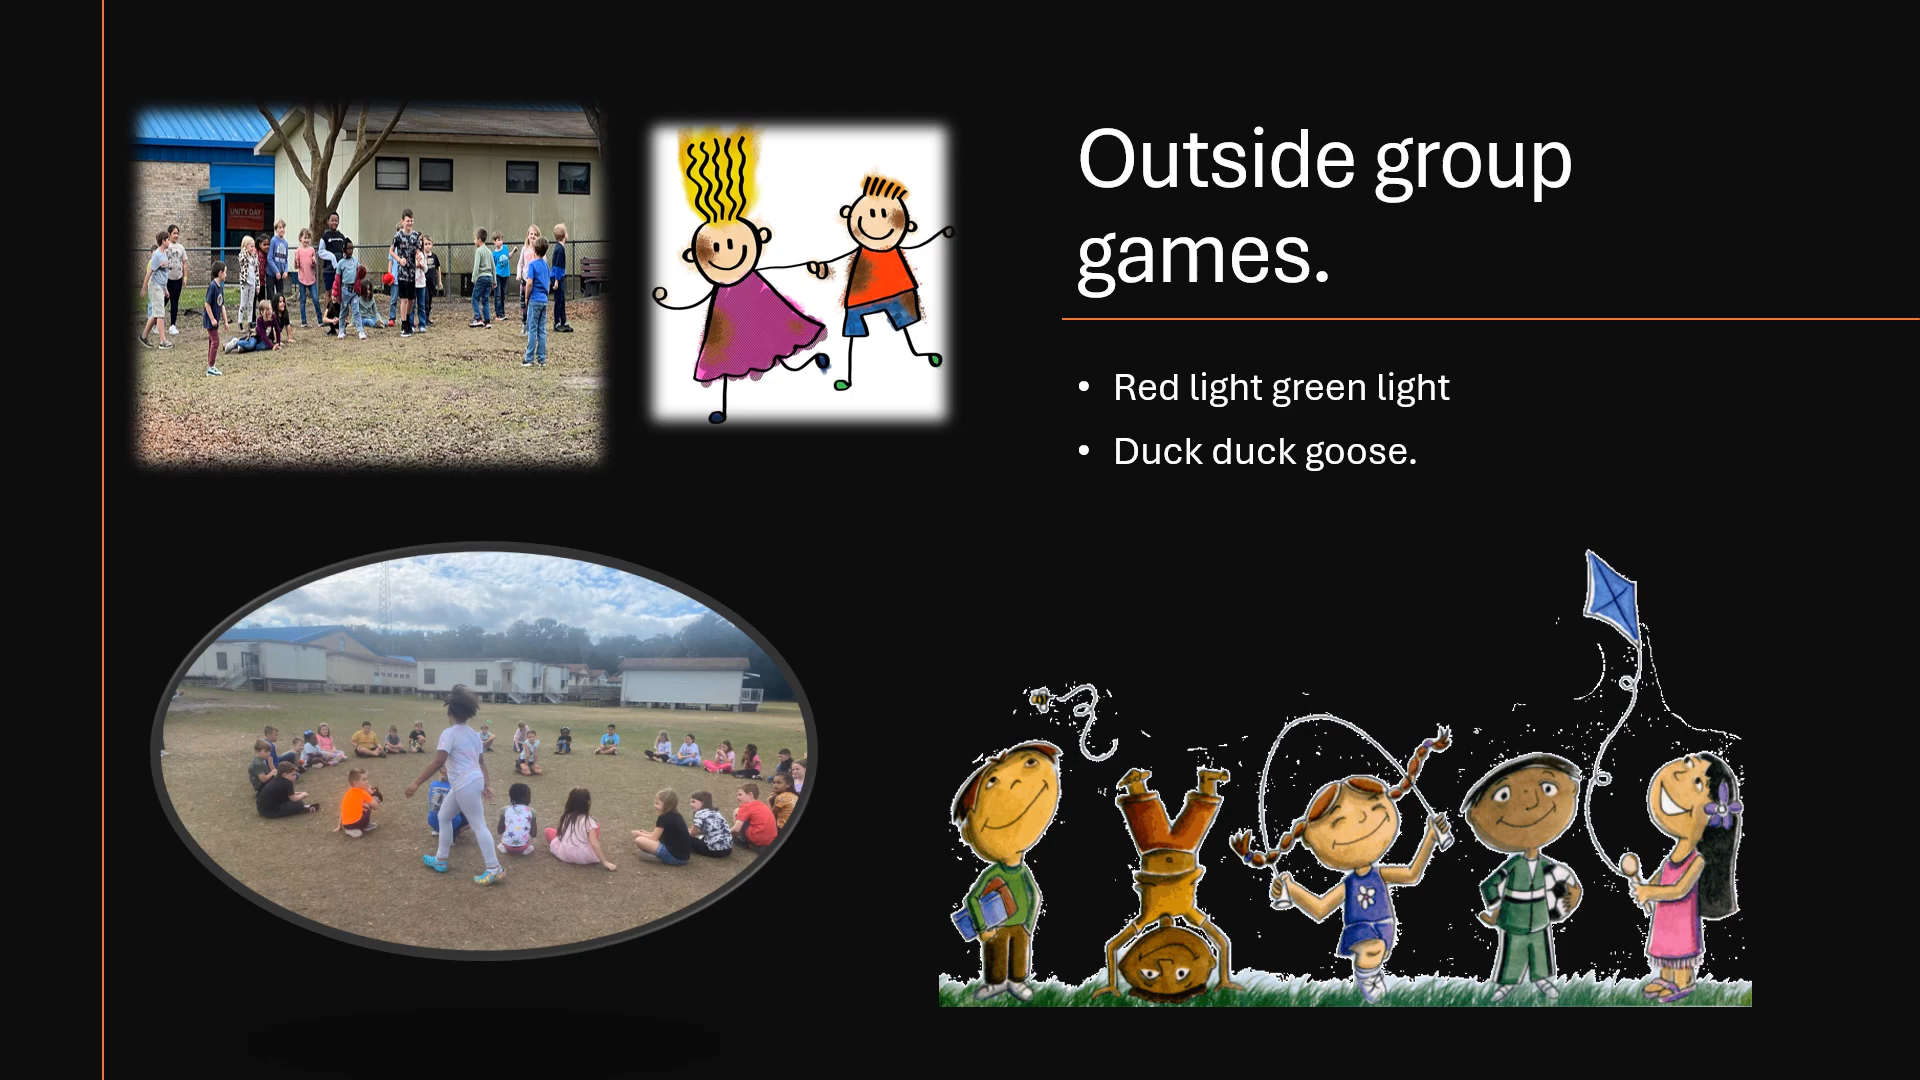 UNITY DAY
Outside group
games.
• Red light green light
• Duck duck goose.